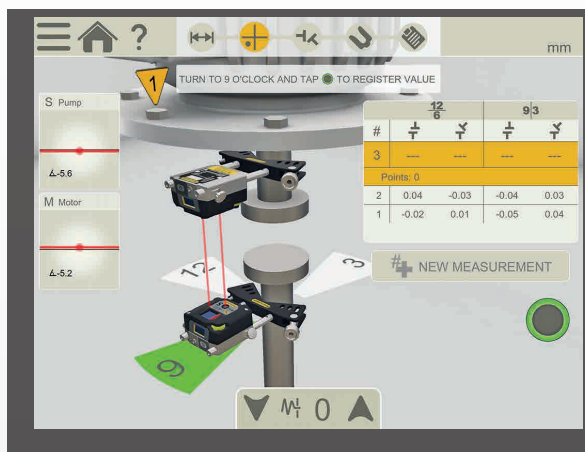 ?
mm
1
TURN TO 9 O'CLOCK AND TAP TO REGISTER VALUE
S Pump
∡-5.6
M Motor
∡-5.2
12
6
9 3
#
3 --- --- --- ---
Points: 0
2 0.04 -0.03 -0.04 0.03
1 -0.02 0.01 -0.05 0.04
# NEW MEASUREMENT
12
3
9
0